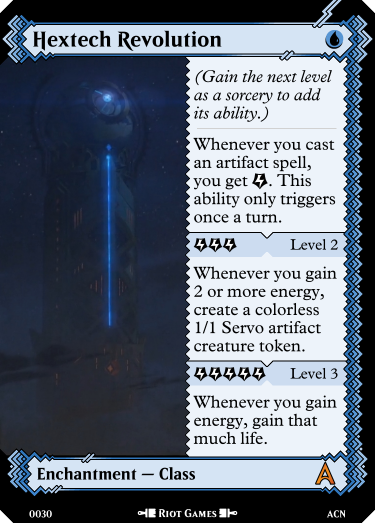 Hextech Revolution
(Gain the next level
as a sorcery to add
its ability.)
Whenever you cast
an artifact spell,
you get . This
ability only triggers
once a turn.
Level 2
Whenever you gain
2 or more energy,
create a colorless
1/1 Servo artifact
creature token.
Level 3
Whenever you gain
energy, gain that
much life.
Enchantment — Class
0030
Riot Games
ACN